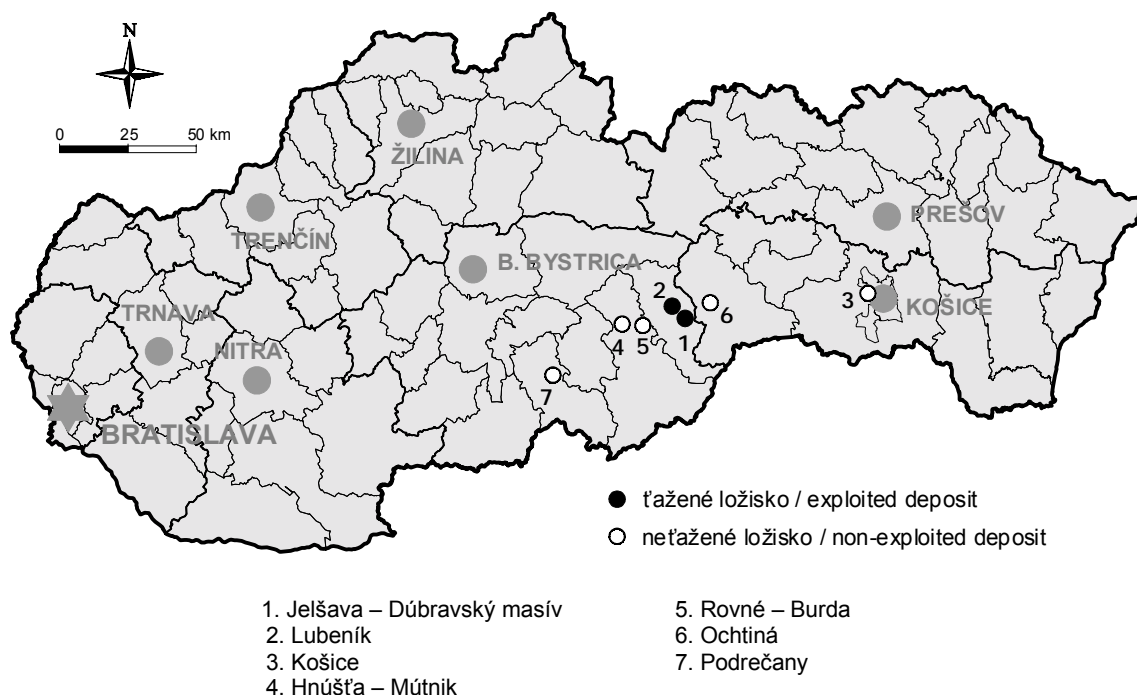 N
0 25 50 km
ŽILINA
PREŠOV
TRENČÍN
B. BYSTRICA
TRNAVA
NITRA
KOŠICE
BRATISLAVA
2
6
3
4
5
1
7
ťažené ložisko / exploited deposit
neťažené ložisko / non-exploited deposit
1. Jelšava – Dúbravský masív
2. Lubeník
3. Košice
4. Hnúšťa – Mútnik
5. Rovné – Burda
6. Ochtiná
7. Podrečany